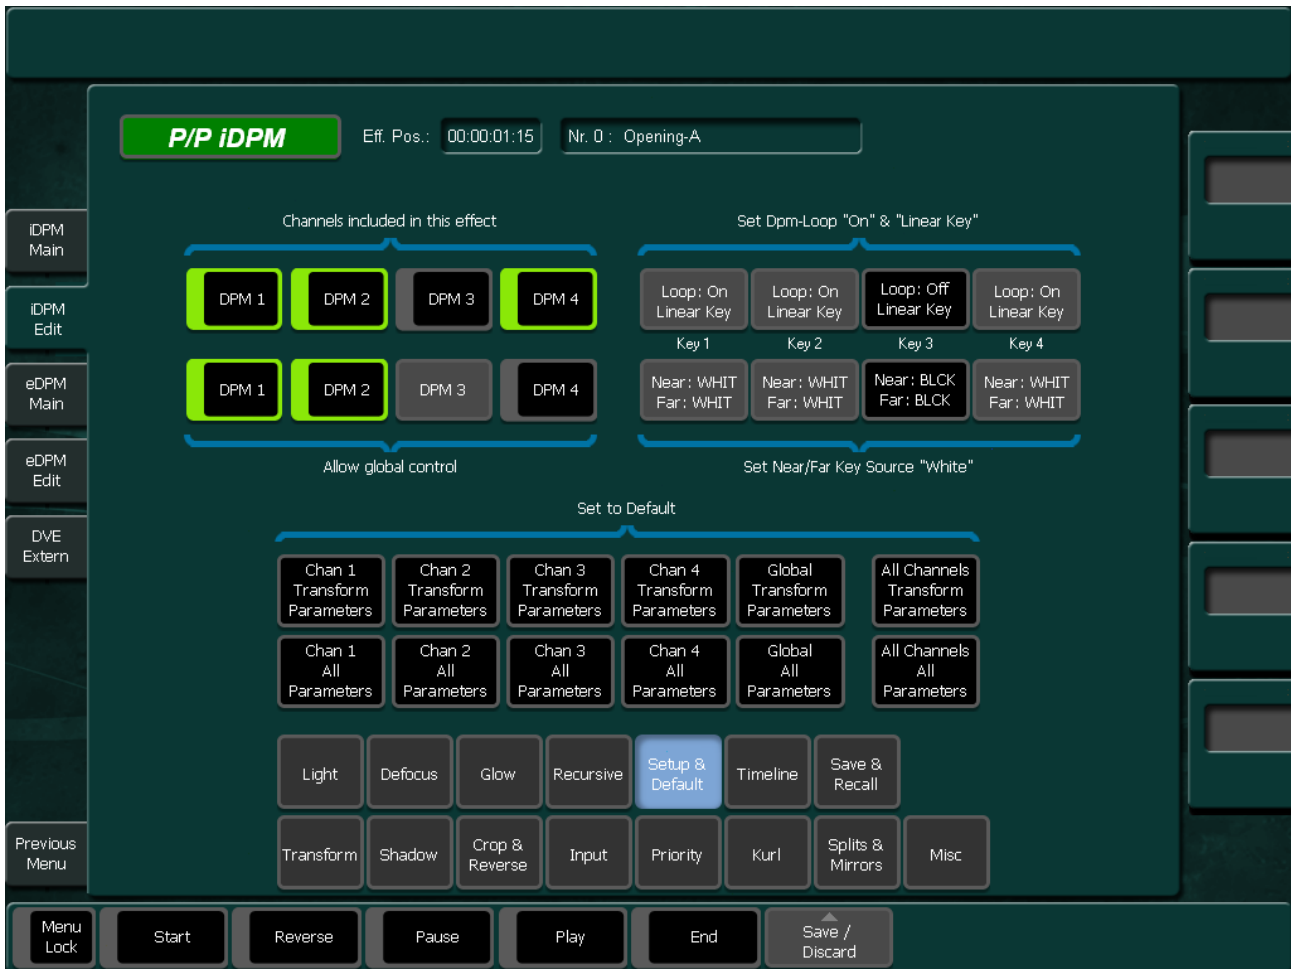 P/P iDPM
Eff. Pos.: 00:00:01:15 Nr. 0 : Opening-A
Channels included in this effect
Set Dpm-Loop "On" & "Linear Key"
iDPM
Main
iDPM
Edit
eDPM
Main
eDPM
Edit
DVE
Extern
Previous
Menu
DPM 1 DPM 2 DPM 3 DPM 4
Loop: On
Linear Key
Loop: On
Linear Key
Loop: Off
Linear Key
Loop: On
Linear Key
Key 1 Key 2 Key 3 Key 4
DPM 1 DPM 2 DPM 3 DPM 4
Near: WHIT
Far: WHIT
Near: WHIT
Far: WHIT
Near: BLCK
Far: BLCK
Near: WHIT
Far: WHIT
Allow global control
Set Near/Far Key Source "White"
Set to Default
Chan 1
Transform
Parameters
Chan 2
Transform
Parameters
Chan 3
Transform
Parameters
Chan 4
Transform
Parameters
Global
Transform
Parameters
All Channels
Transform
Parameters
Chan 1
All
Parameters
Chan 2
All
Parameters
Chan 3
All
Parameters
Chan 4
All
Parameters
Global
All
Parameters
All Channels
All
Parameters
Light
Defocus
Glow
Recursive
Setup &
Default
Timeline
Save &
Recall
Transform
Shadow
Crop &
Reverse
Input
Priority
Kurl
Splits &
Mirrors
Misc
Menu
Lock
Start
Reverse
Pause
Play
End
Save /
Discard